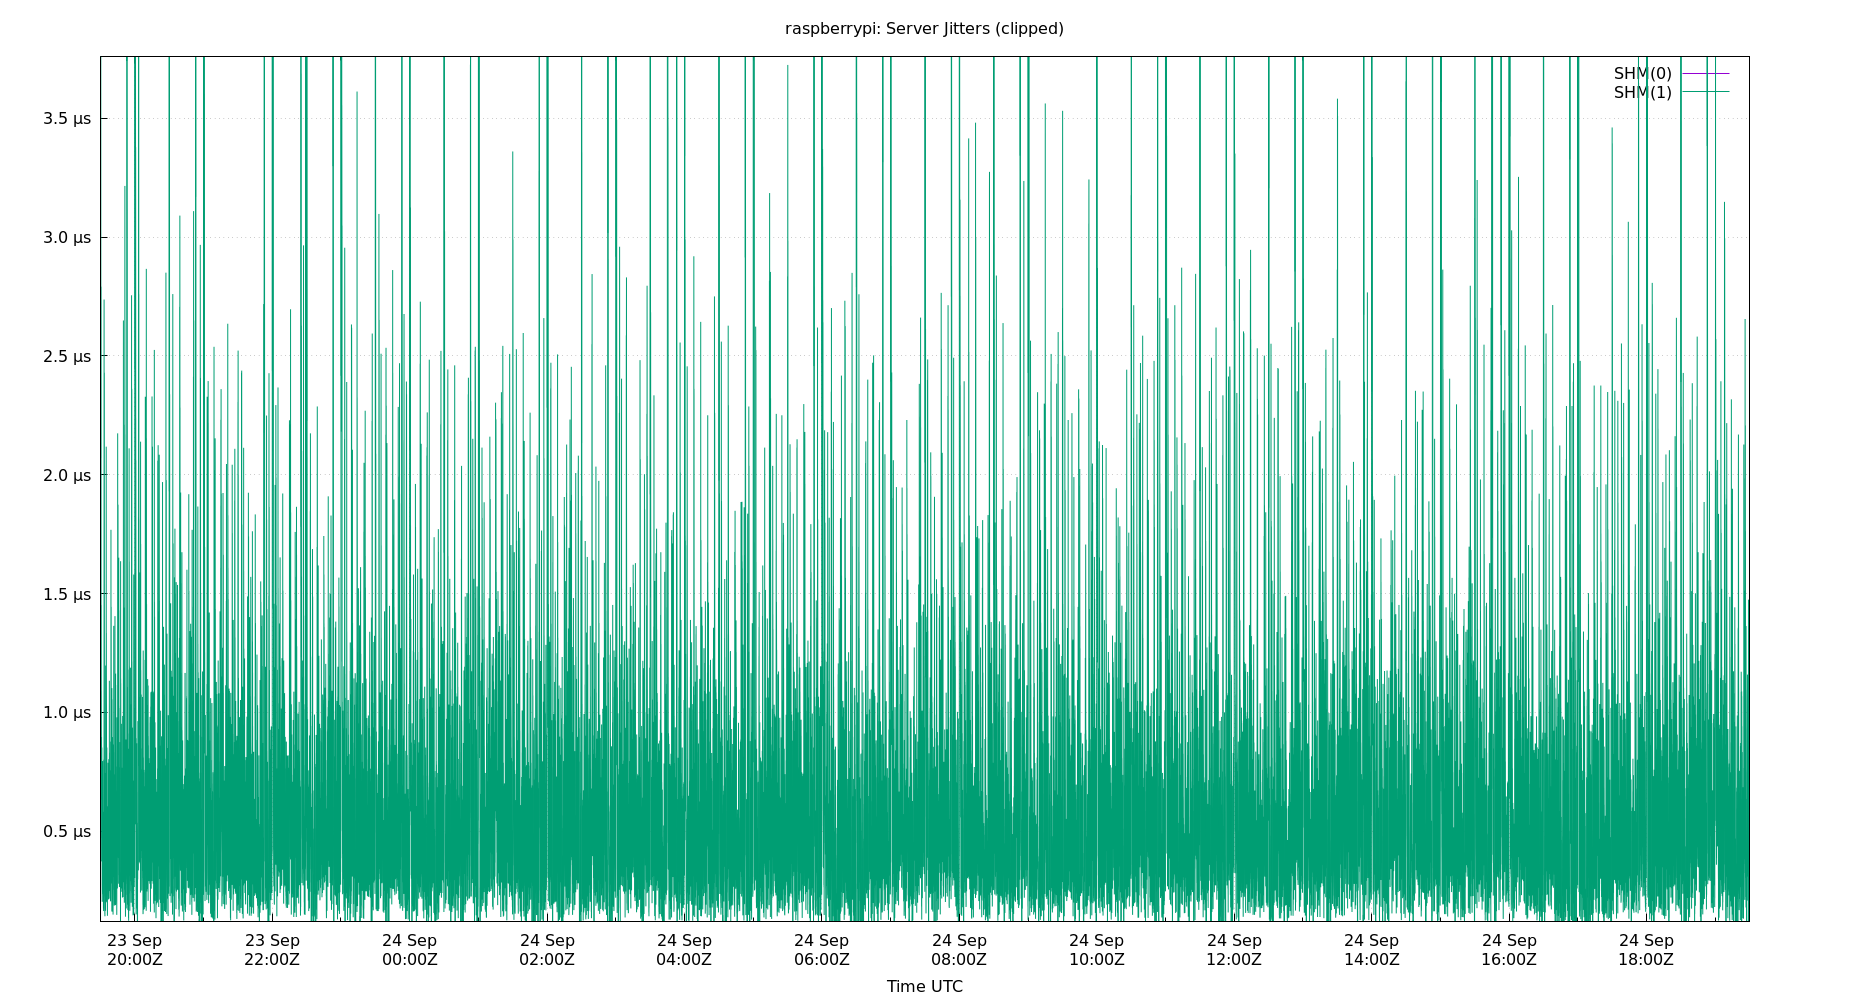 raspberrypi: Server Jitters (clipped)
SHM(0)
SHM(1)
3.5 µs
3.0 µs
2.5 µs
2.0 µs
1.5 µs
1.0 µs
0.5 µs
23 Sep 23 Sep 24 Sep 24 Sep 24 Sep 24 Sep 24 Sep 24 Sep 24 Sep 24 Sep 24 Sep 24 Sep
20:00Z 22:00Z 00:00Z 02:00Z 04:00Z 06:00Z 08:00Z 10:00Z 12:00Z 14:00Z 16:00Z 18:00Z
Time UTC